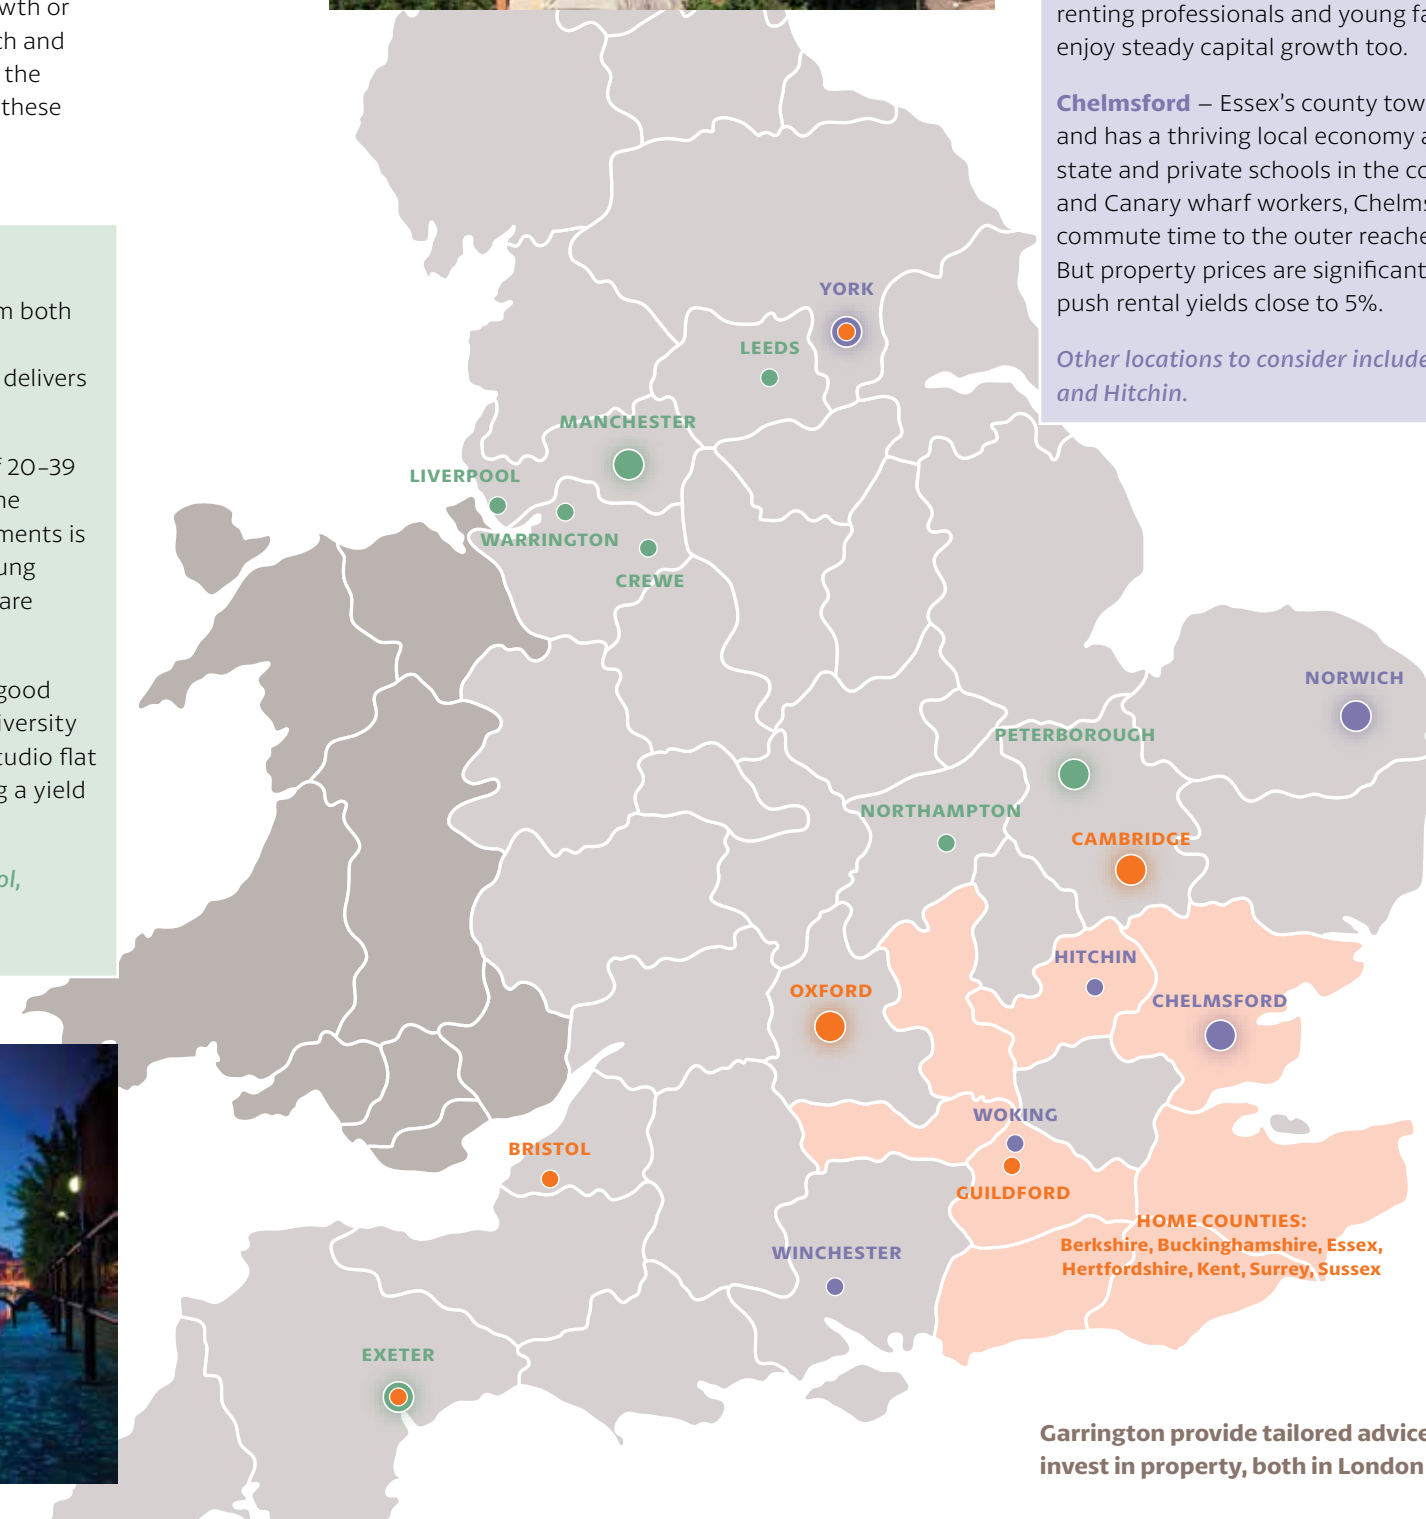 wth or
ch and
the
these
m both
delivers
f 20–39
ne
ments is
ung
are
good
iversity
tudio flat
g a yield
ol,
renting professionals and young fa
enjoy steady capital growth too.
Chelmsford – Essex’s county tow
and has a thriving local economy a
state and private schools in the co
and Canary wharf workers, Chelms
commute time to the outer reache
But property prices are significant
push rental yields close to 5%.
Other locations to consider include
and Hitchin.
YORK
LEEDS
MANCHESTER
LIVERPOOL
WARRINGTON
CREWE
NORWICH
PETERBOROUGH
NORTHAMPTON
CAMBRIDGE
HITCHIN
OXFORD
CHELMSFORD
WOKING
BRISTOL
GUILDFORD
HOME COUNTIES:
Berkshire, Buckinghamshire, Essex,
Hertfordshire, Kent, Surrey, Sussex
WINCHESTER
EXETER
Garrington provide tailored advice
invest in property, both in London